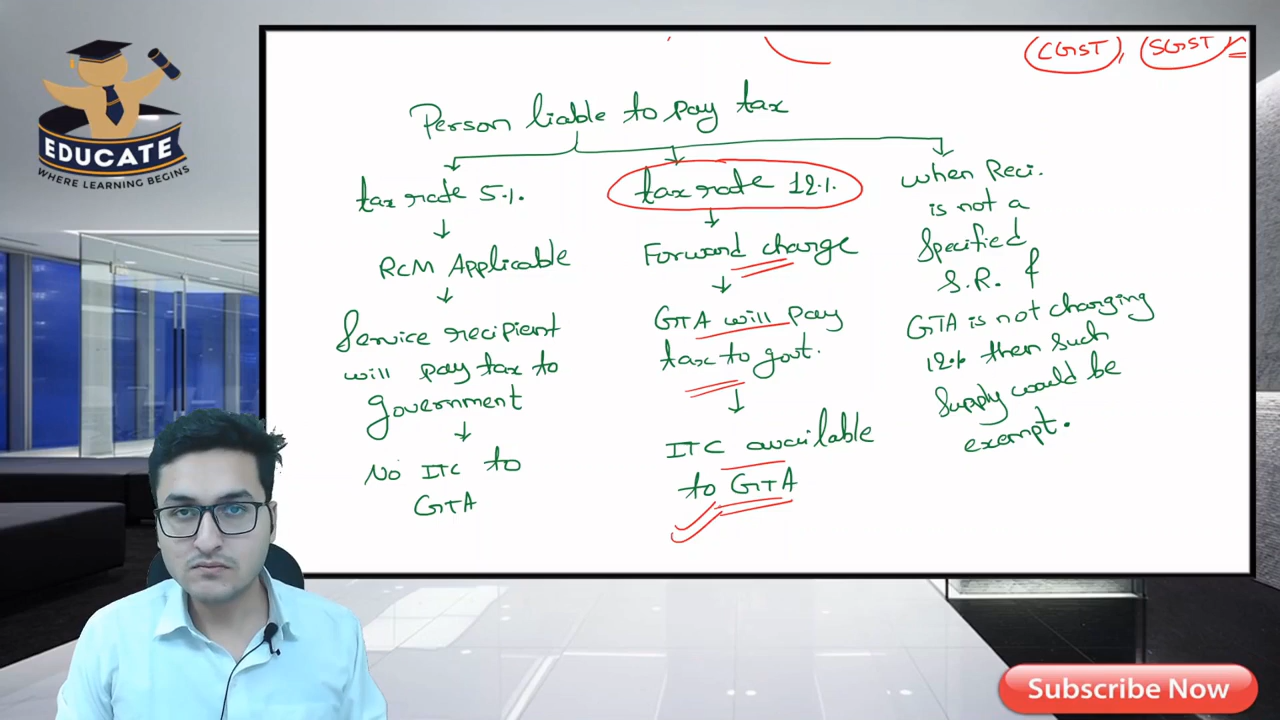 EDUCATE
WHERE LEARNING BEGINS
CGST, SGST
Person liable to pay tax
tax rate 5%.
RCM Applicable
Service recipient
will pay tax to
government
No ITC to
GTA
tax rate 12%.
Forward charge
GTA will pay
tax to govt.
ITC available
to GTA
when Reci.
is not a
Specified
S.R. &
GTA is not charging
12% then such
Supply would be
exempt.
Subscribe Now